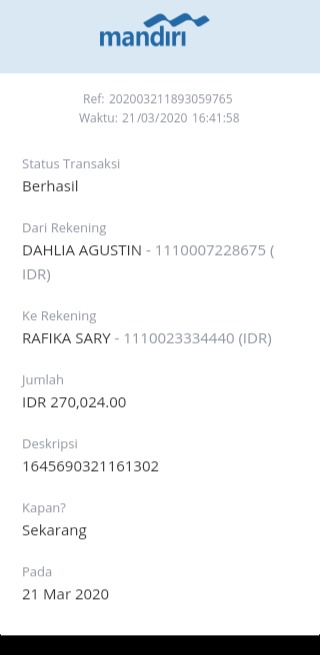 mandiri
Ref: 202003211893059765
Waktu: 21/03/2020 16:41:58
Status Transaksi
Berhasil
Dari Rekening
DAHLIA AGUSTIN - 1110007228675 (
IDR)
Ke Rekening
RAFIKA SARY - 1110023334440 (IDR)
Jumlah
IDR 270,024.00
Deskripsi
1645690321161302
Kapan?
Sekarang
Pada
21 Mar 2020